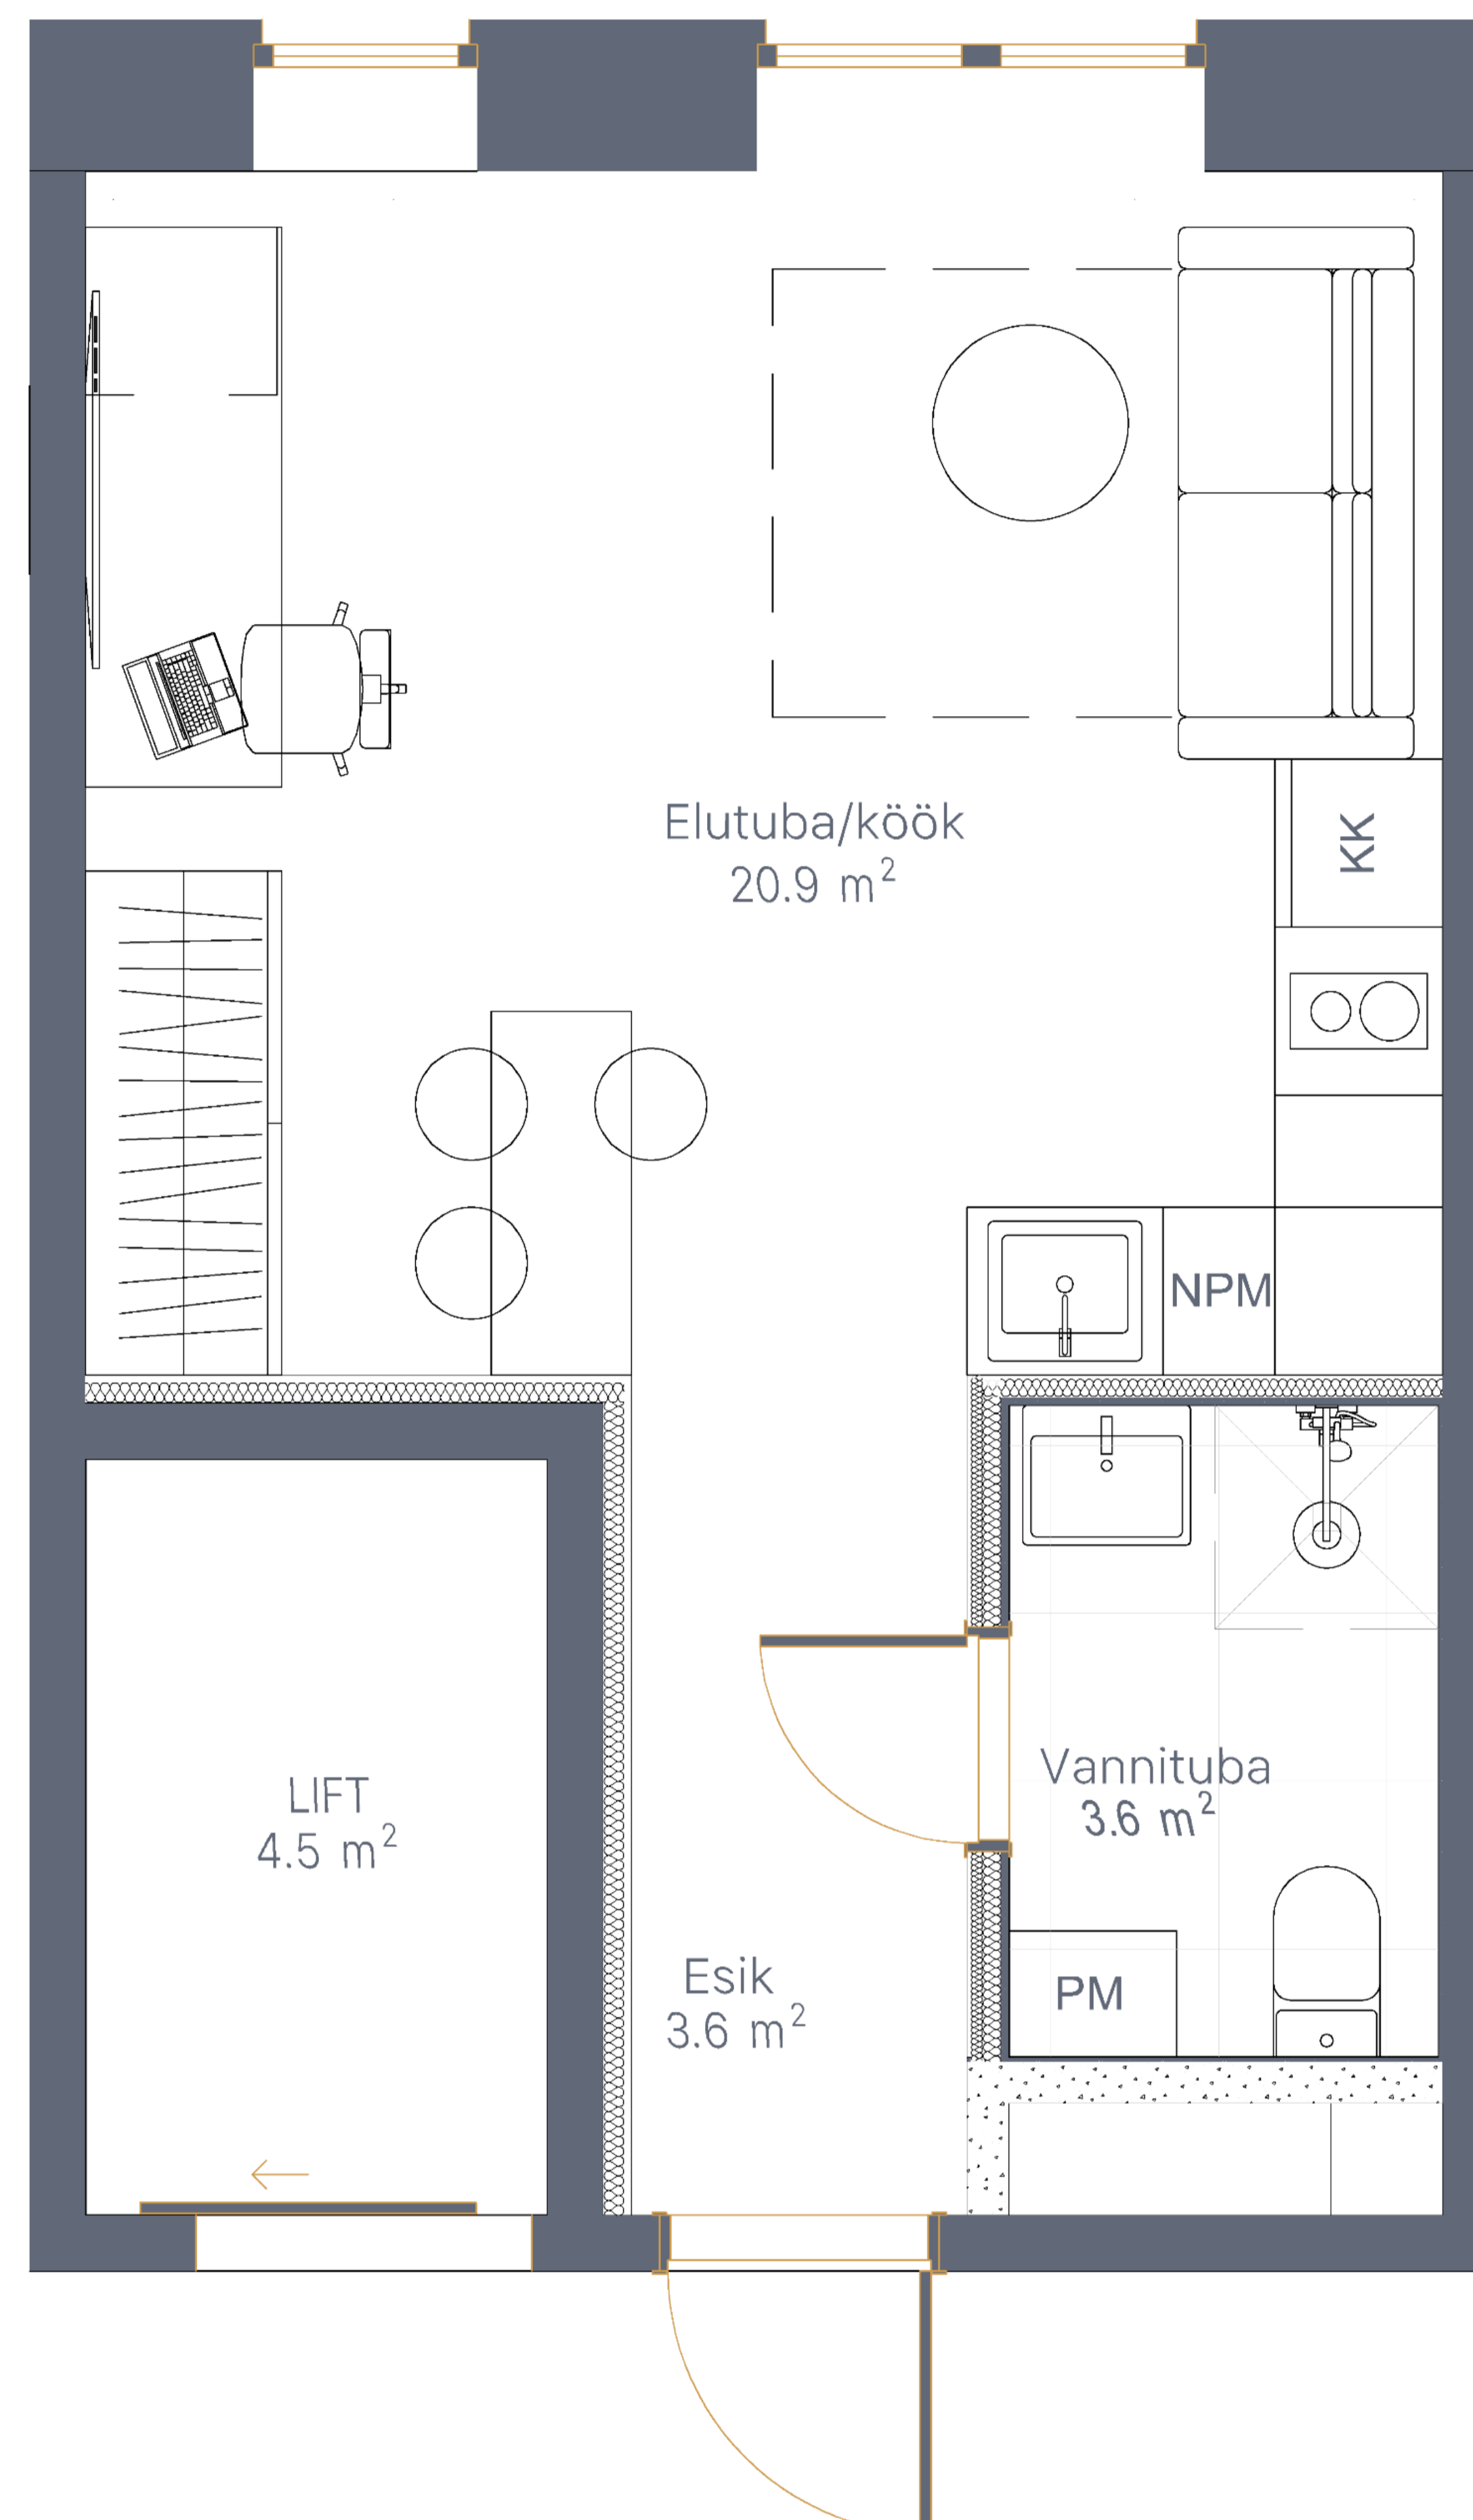 Elutuba/köök
20.9 m²
KK
NPM
LIFT
4.5 m²
Vannituba
3.6 m²
Esik
3.6 m²
PM